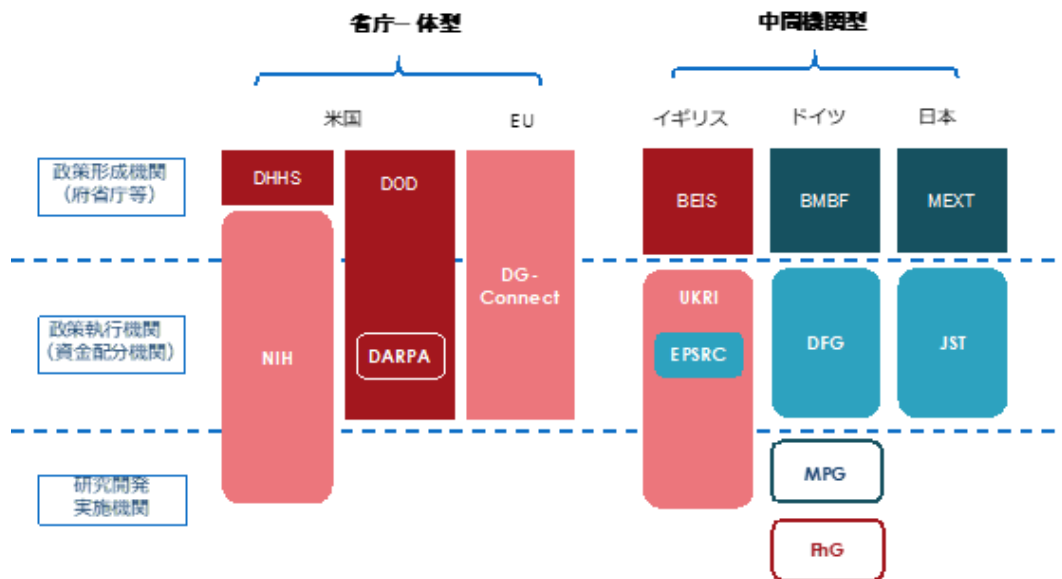 省庁一体型
中間機関型
米国
EU
イギリス
ドイツ
日本
政策形成機関
(府省庁等)
DHHS
DOD
BEIS
BMBF
MEXT
DG-
Connect
政策執行機関
(資金配分機関)
NIH
DARPA
UKRI
EPSRC
DFG
JST
研究開発
実施機関
MPG
FhG